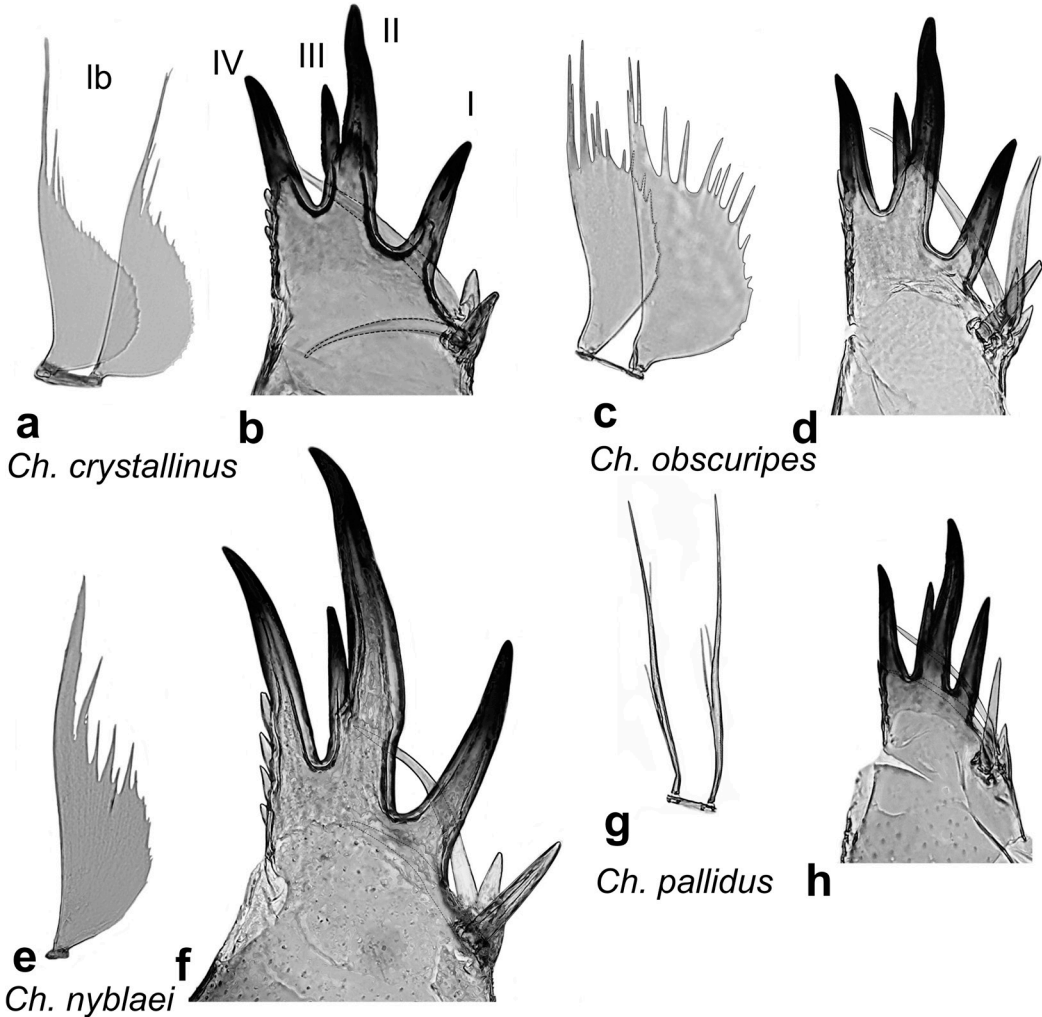 Ib
IV
III
II
I
a
b
Ch. crystallinus
c
d
Ch. obscuripes
e
f
Ch. nyblaei
g
h
Ch. pallidus